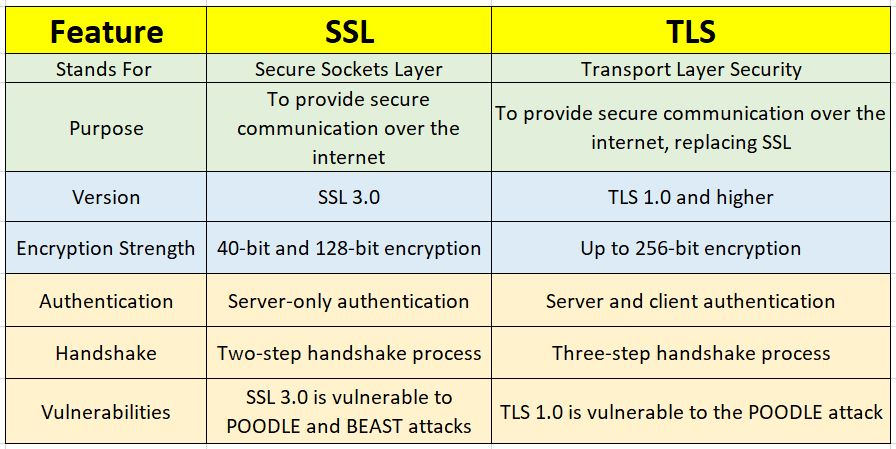 Feature SSL TLS
Stands For Secure Sockets Layer Transport Layer Security
Purpose To provide secure communication over the internet To provide secure communication over the internet, replacing SSL
Version SSL 3.0 TLS 1.0 and higher
Encryption Strength 40-bit and 128-bit encryption Up to 256-bit encryption
Authentication Server-only authentication Server and client authentication
Handshake Two-step handshake process Three-step handshake process
Vulnerabilities SSL 3.0 is vulnerable to POODLE and BEAST attacks TLS 1.0 is vulnerable to the POODLE attack